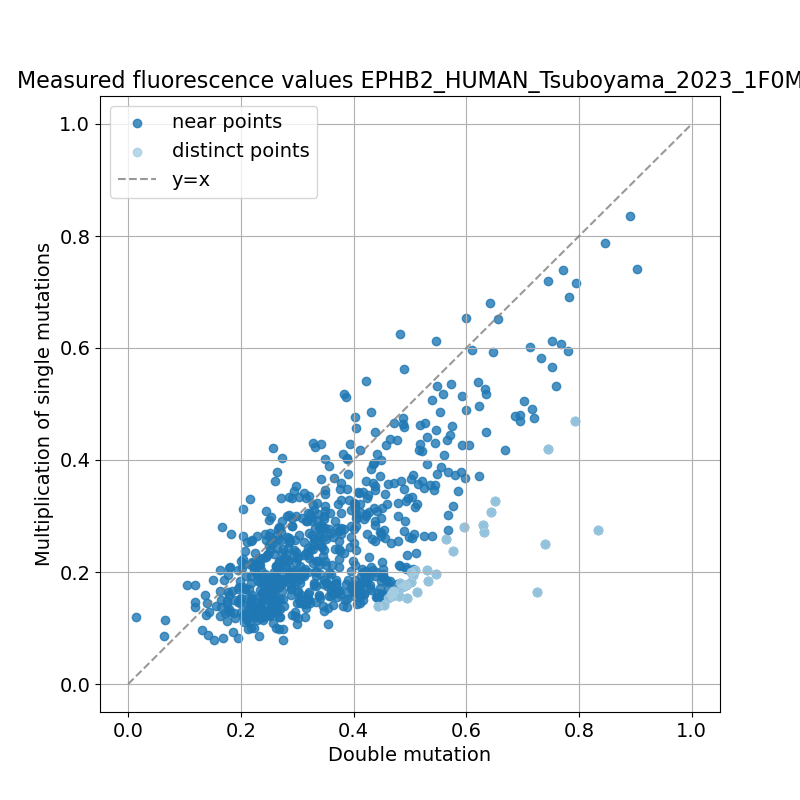 Measured fluorescence values EPHB2_HUMAN_Tsuboyama_2023_1F0M
near points
distinct points
y=x
1.0
0.8
0.6
0.4
0.2
0.0
Multiplication of single mutations
0.0 0.2 0.4 0.6 0.8 1.0
Double mutation